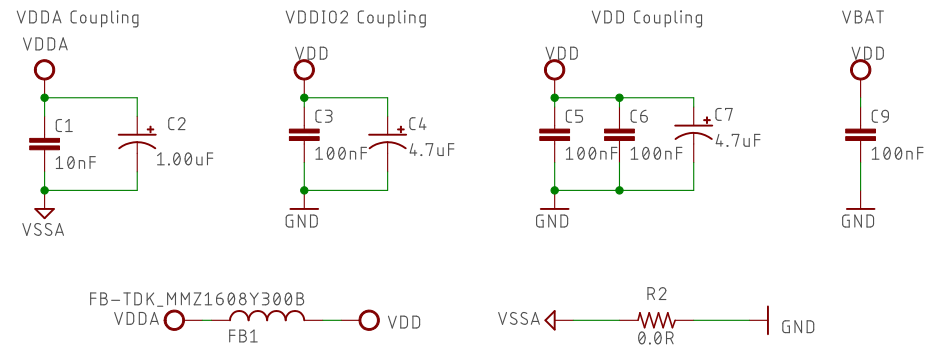 VDDA Coupling
VDDIO2 Coupling
VDD Coupling
VBAT
VDDA
C1
10nF
C2
1.00uF
VSSA
VDD
C3
100nF
C4
4.7uF
GND
VDD
C5
100nF
C6
100nF
C7
4.7uF
GND
VDD
C9
100nF
GND
FB-TDK_MMZ1608Y300B
VDDA
FB1
VDD
R2
VSSA
0.0R
GND